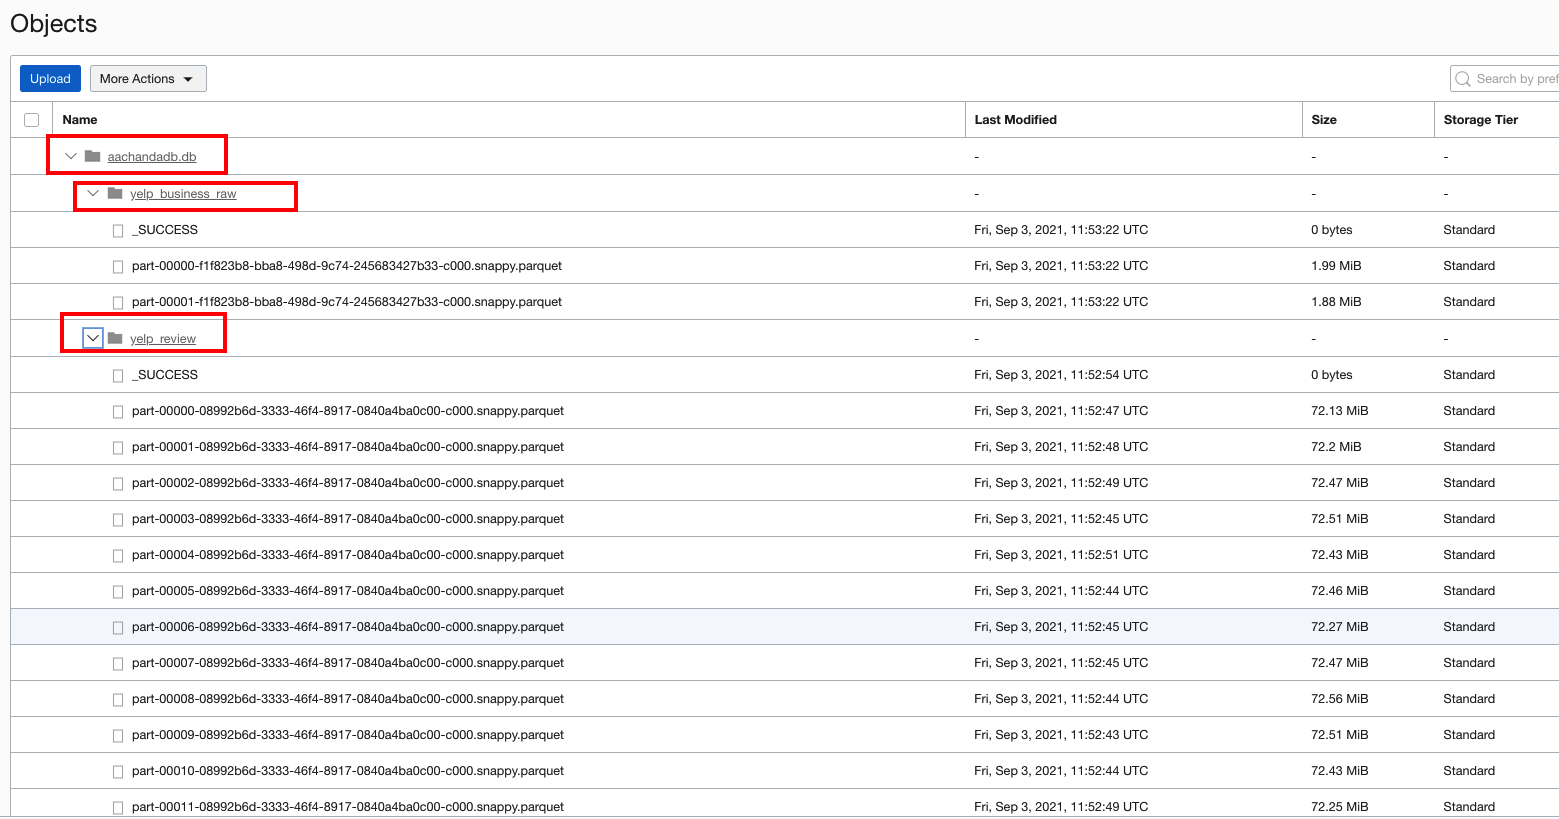 Objects
Upload More Actions Search by pref
Name Last Modified Size Storage Tier
aachandadb.db - - -
yelp_business_raw - - -
_SUCCESS Fri, Sep 3, 2021, 11:53:22 UTC 0 bytes Standard
part-00000-f1f823b8-bba8-498d-9c74-245683427b33-c000.snappy.parquet Fri, Sep 3, 2021, 11:53:22 UTC 1.99 MiB Standard
part-00001-f1f823b8-bba8-498d-9c74-245683427b33-c000.snappy.parquet Fri, Sep 3, 2021, 11:53:22 UTC 1.88 MiB Standard
yelp_review - - -
_SUCCESS Fri, Sep 3, 2021, 11:52:54 UTC 0 bytes Standard
part-00000-08992b6d-3333-46f4-8917-0840a4ba0c00-c000.snappy.parquet Fri, Sep 3, 2021, 11:52:47 UTC 72.13 MiB Standard
part-00001-08992b6d-3333-46f4-8917-0840a4ba0c00-c000.snappy.parquet Fri, Sep 3, 2021, 11:52:48 UTC 72.2 MiB Standard
part-00002-08992b6d-3333-46f4-8917-0840a4ba0c00-c000.snappy.parquet Fri, Sep 3, 2021, 11:52:49 UTC 72.47 MiB Standard
part-00003-08992b6d-3333-46f4-8917-0840a4ba0c00-c000.snappy.parquet Fri, Sep 3, 2021, 11:52:45 UTC 72.51 MiB Standard
part-00004-08992b6d-3333-46f4-8917-0840a4ba0c00-c000.snappy.parquet Fri, Sep 3, 2021, 11:52:51 UTC 72.43 MiB Standard
part-00005-08992b6d-3333-46f4-8917-0840a4ba0c00-c000.snappy.parquet Fri, Sep 3, 2021, 11:52:44 UTC 72.46 MiB Standard
part-00006-08992b6d-3333-46f4-8917-0840a4ba0c00-c000.snappy.parquet Fri, Sep 3, 2021, 11:52:45 UTC 72.27 MiB Standard
part-00007-08992b6d-3333-46f4-8917-0840a4ba0c00-c000.snappy.parquet Fri, Sep 3, 2021, 11:52:45 UTC 72.47 MiB Standard
part-00008-08992b6d-3333-46f4-8917-0840a4ba0c00-c000.snappy.parquet Fri, Sep 3, 2021, 11:52:44 UTC 72.56 MiB Standard
part-00009-08992b6d-3333-46f4-8917-0840a4ba0c00-c000.snappy.parquet Fri, Sep 3, 2021, 11:52:43 UTC 72.51 MiB Standard
part-00010-08992b6d-3333-46f4-8917-0840a4ba0c00-c000.snappy.parquet Fri, Sep 3, 2021, 11:52:44 UTC 72.43 MiB Standard
part-00011-08992b6d-3333-46f4-8917-0840a4ba0c00-c000.snappy.parquet Fri, Sep 3, 2021, 11:52:49 UTC 72.25 MiB Standard